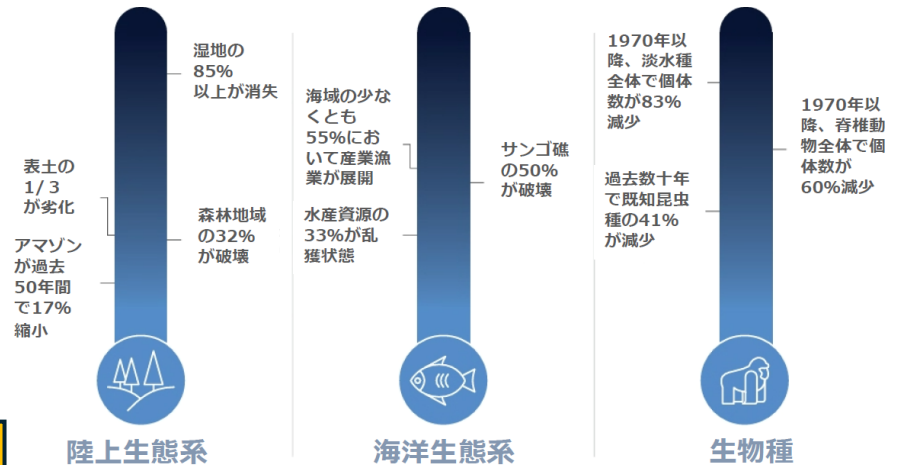 湿地の
85%
以上が消失
表土の
1/3
が劣化
森林地域
の32%
が破壊
アマゾン
が過去
50年間
で17%
縮小
陸上生態系
海域の少な
くとも
55%にお
いて産業漁
業が展開
サンゴ礁
の50%
が破壊
水産資源の
33%が乱
獲状態
海洋生態系
1970年以
降、淡水種
全体で個体
数が83%
減少
1970年以
降、脊椎動
物全体で個
体数が
60%減少
過去数十年
で既知昆虫
種の41%
が減少
生物種